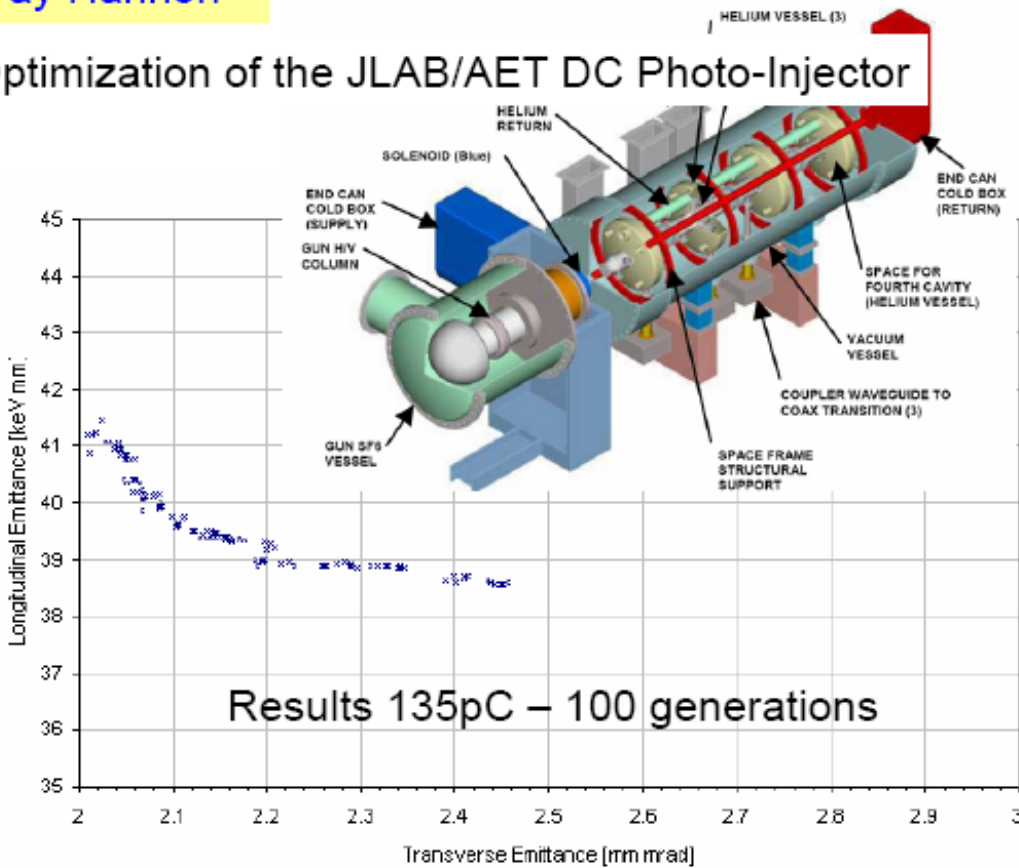 ay Hannon
ptimization of the JLAB/AET DC Photo-Injector
HELIUM VESSEL (3)
HELIUM
RETURN
SOLENOID (Blue)
END CAN
COLD BOX
(SUPPLY)
GUN H/V
COLUMN
END CAN
COLD BOX
(RETURN)
SPACE FOR
FOURTH CAVITY
(HELIUM VESSEL)
VACUUM
VESSEL
COUPLER WAVEGUIDE TO
COAX TRANSITION (3)
SPACE FRAME
STRUCTURAL
SUPPORT
GUN SF6
VESSEL
Longitudinal Emittance [keV mm]
45
44
43
42
41
40
39
38
37
36
35
Results 135pC – 100 generations
2 2.1 2.2 2.3 2.4 2.5 2.6 2.7 2.8 2.9 3
Transverse Emittance [mm mrad]